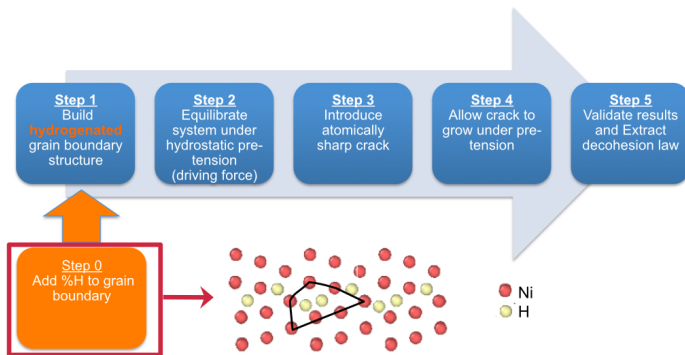 Step 1
Build
hydrogenated
grain boundary
structure
Step 2
Equilibrate
system under
hydrostatic pre-
tension
(driving force)
Step 3
Introduce
atomically
sharp crack
Step 4
Allow crack to
grow under pre-
tension
Step 5
Validate results
and Extract
decohesion law
Step 0
Add %H to grain
boundary
Ni
H